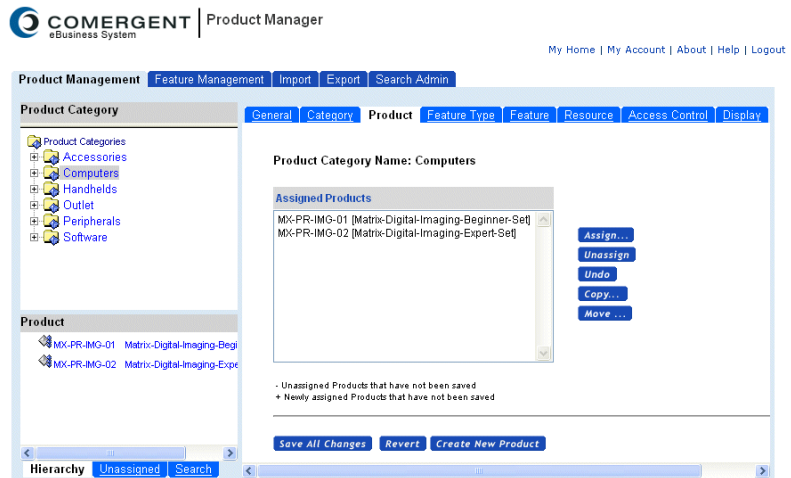 COMERGENT
eBusiness System
Product Manager
My Home | My Account | About | Help | Logout
Product Management Feature Management Import Export Search Admin
Product Category
Product Categories
Accessories
Computers
Handhelds
Outlet
Peripherals
Software
Product
MX-PR-IMG-01 Matrix-Digital-Imaging-Begi
MX-PR-IMG-02 Matrix-Digital-Imaging-Expe
Hierarchy Unassigned Search
General Category Product Feature Type Feature Resource Access Control Display
Product Category Name: Computers
Assigned Products
MX-PR-IMG-01 [Matrix-Digital-Imaging-Beginner-Set]
MX-PR-IMG-02 [Matrix-Digital-Imaging-Expert-Set]
Assign...
Unassign
Undo
Copy...
Move ...
- Unassigned Products that have not been saved
+ Newly assigned Products that have not been saved
Save All Changes Revert Create New Product